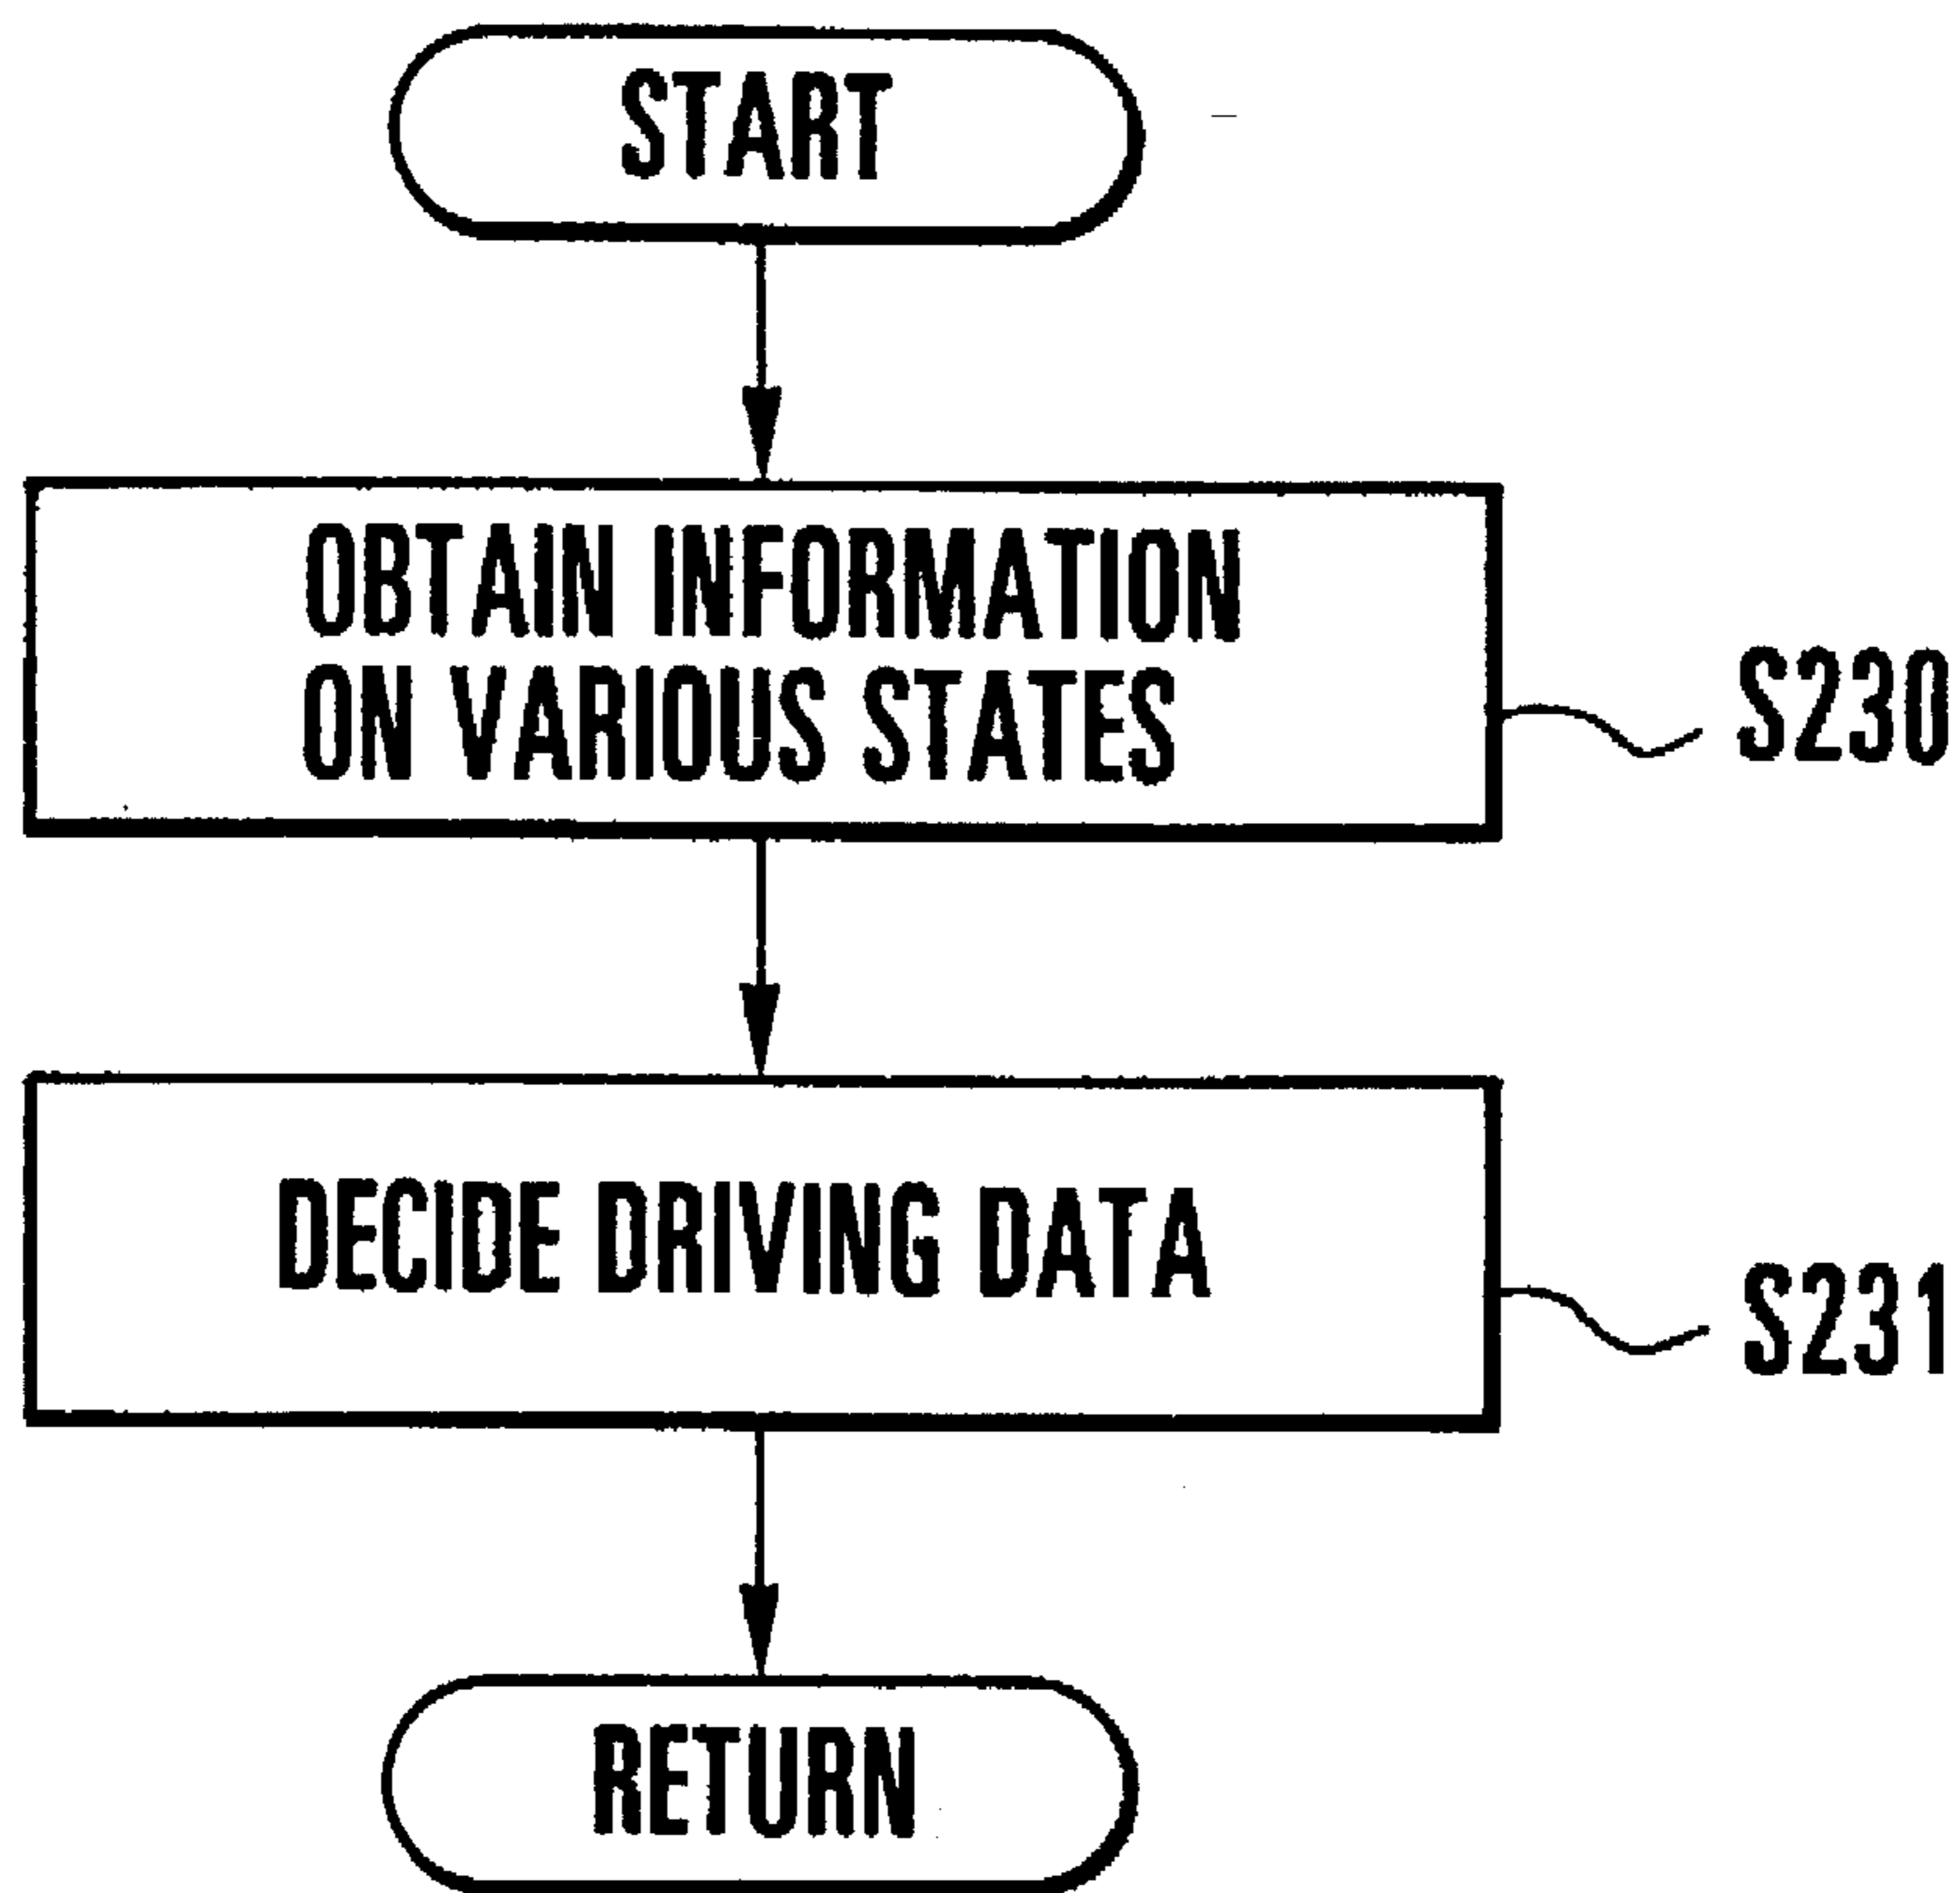 START
OBTAIN INFORMATION
ON VARIOUS STATES
S230
DECIDE DRIVING DATA
S231
RETURN